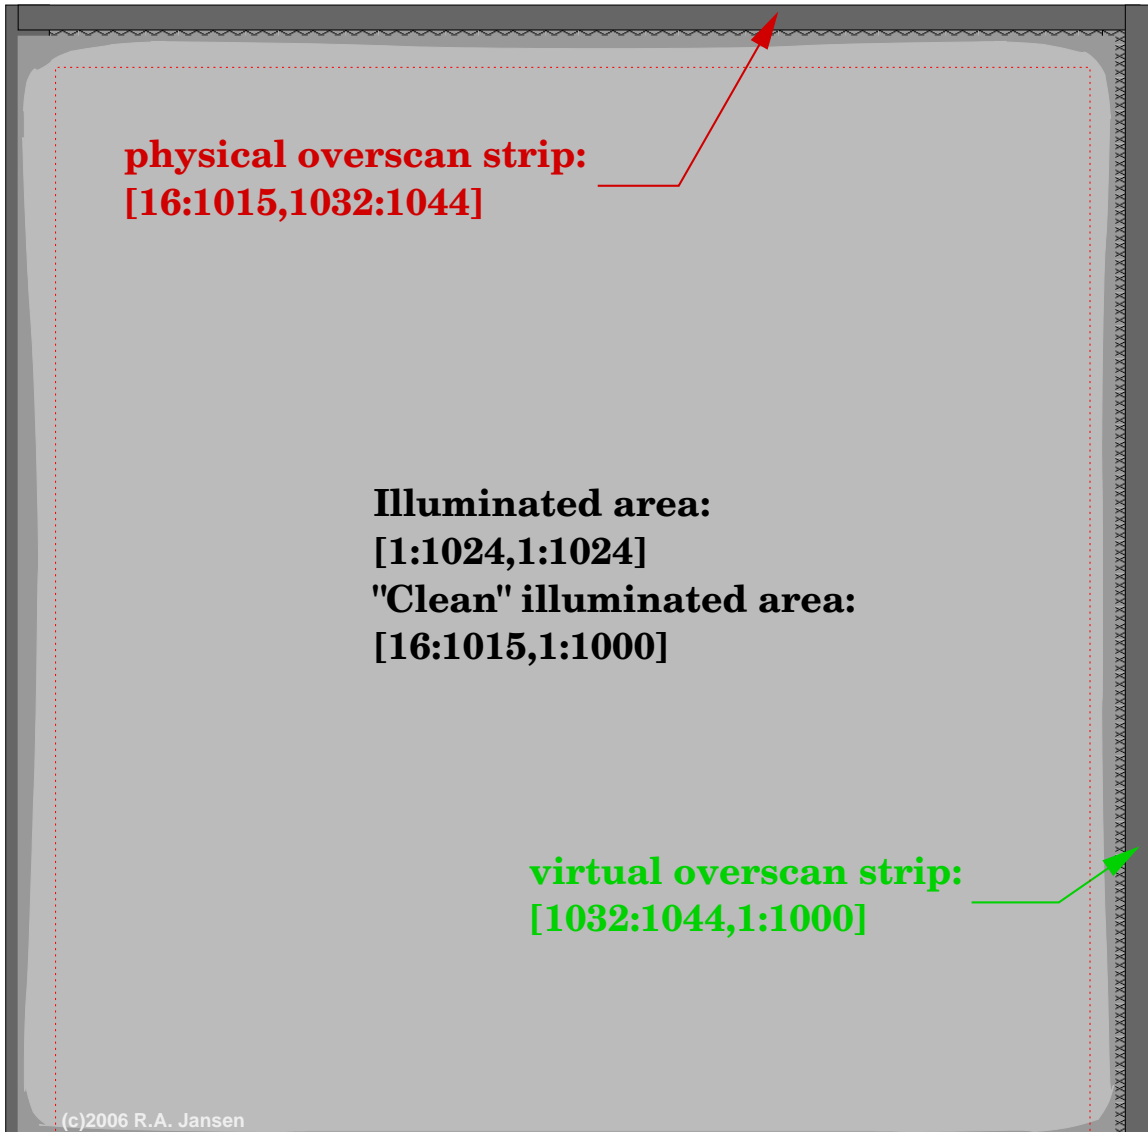 physical overscan strip:
[16:1015,1032:1044]
Illuminated area:
[1:1024,1:1024]
"Clean" illuminated area:
[16:1015,1:1000]
virtual overscan strip:
[1032:1044,1:1000]
(c)2006 R.A. Jansen